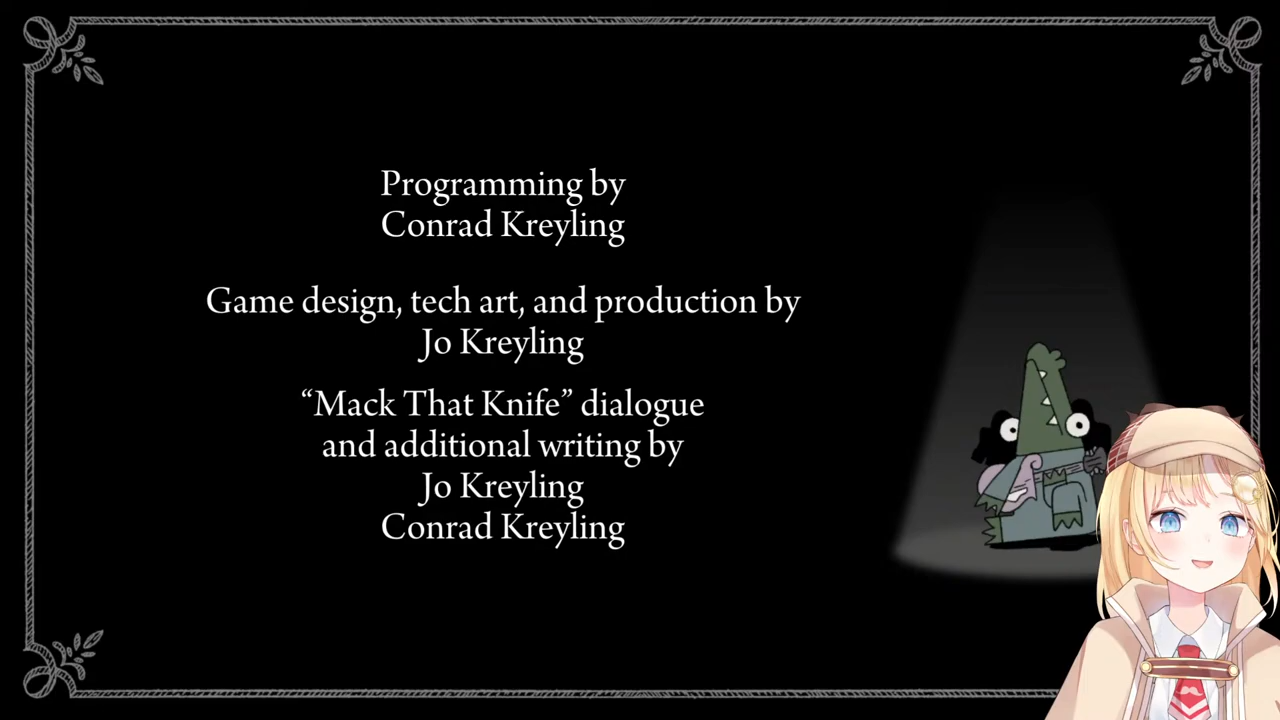 Programming by
Conrad Kreyling
Game design, tech art, and production by
Jo Kreyling
“Mack That Knife” dialogue
and additional writing by
Jo Kreyling
Conrad Kreyling